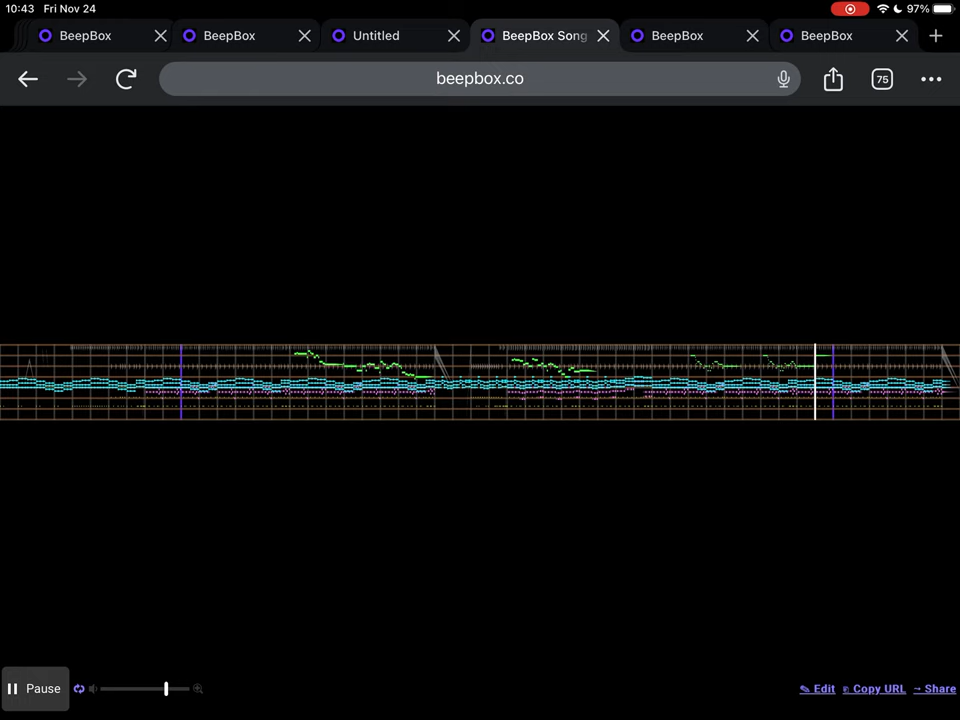 10:43 Fri Nov 24 97%
BeepBox BeepBox Untitled BeepBox Song BeepBox BeepBox
beepbox.co 75
Pause Edit Copy URL → Share